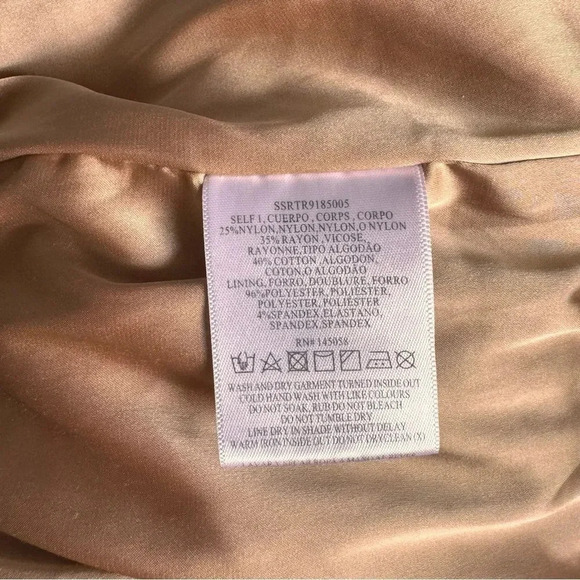 SSRTR9185005
SELF 1, CUERPO, CORPS, CORPO
25%NYLON,NYLON,NYLON,O NYLON
35% RAYON ,VICOSE,
RAYONNE,TIPO ALGODÃO
40% COTTON ,ALGODON,
COTON,O ALGODÃO
LINING, FORRO, DOUBLURE, FORRO
96%POLYESTER, POLIÉSTER,
POLYESTER, POLIÉSTER
4%SPANDEX,ELASTANO,
SPANDEX,SPANDEX
RN# 145058
WASH AND DRY GARMENT TURNED INSIDE OUT
COLD HAND WASH WITH LIKE COLOURS
DO NOT SOAK, RUB DO NOT BLEACH
DO NOT TUMBLE DRY
LINE DRY IN SHADE WITHOUT DELAY
WARM IRON INSIDE OUT DO NOT DRYCLEAN (X)